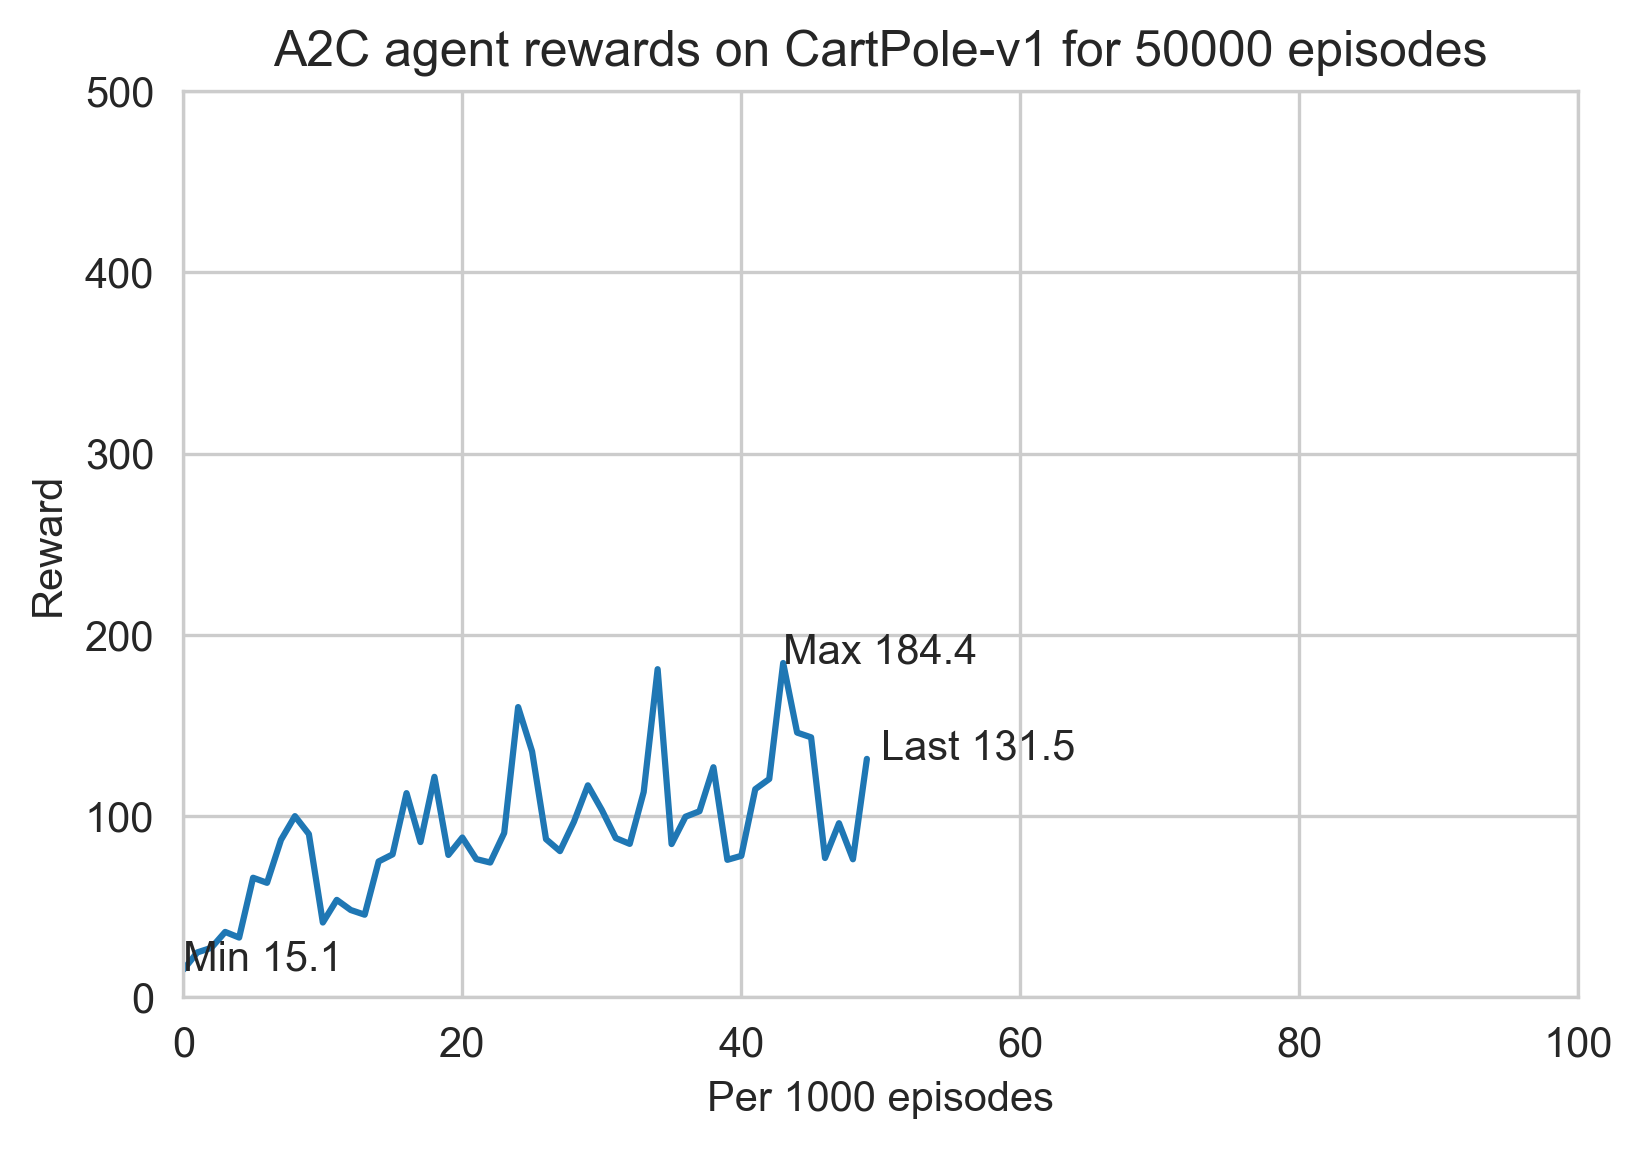 A2C agent rewards on CartPole-v1 for 50000 episodes
500
400
300
200
100
0
Reward
Max 184.4
Last 131.5
Min 15.1
0 20 40 60 80 100
Per 1000 episodes